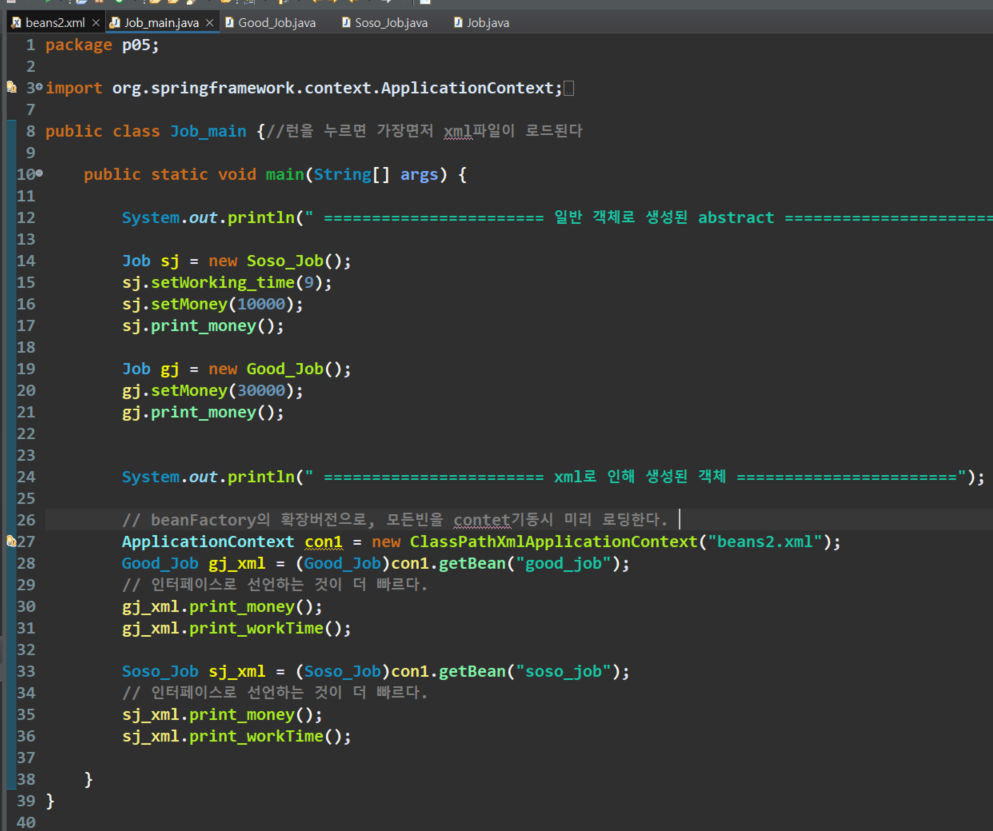 beans2.xml Job_main.java Good_Job.java Soso_Job.java Job.java
1 package p05;
2
3 import org.springframework.context.ApplicationContext;
7
8 public class Job_main {//런을 누르면 가장면저 xml파일이 로드된다
9
10 public static void main(String[] args) {
11
12 System.out.println(" ======================= 일반 객체로 생성된 abstract ======================
13
14 Job sj = new Soso_Job();
15 sj.setWorking_time(9);
16 sj.setMoney(10000);
17 sj.print_money();
18
19 Job gj = new Good_Job();
20 gj.setMoney(30000);
21 gj.print_money();
22
23
24 System.out.println(" ======================= xml로 인해 생성된 객체 =======================");
25
26 // beanFactory의 확장버전으로, 모든빈을 contet기동시 미리 로딩한다.
27 ApplicationContext con1 = new ClassPathXmlApplicationContext("beans2.xml");
28 Good_Job gj_xml = (Good_Job)con1.getBean("good_job");
29 // 인터페이스로 선언하는 것이 더 빠르다.
30 gj_xml.print_money();
31 gj_xml.print_workTime();
32
33 Soso_Job sj_xml = (Soso_Job)con1.getBean("soso_job");
34 // 인터페이스로 선언하는 것이 더 빠르다.
35 sj_xml.print_money();
36 sj_xml.print_workTime();
37
38 }
39 }
40